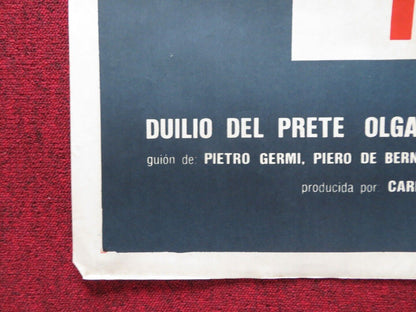 DUILIO DEL PRETE OLGA
guión de: PIETRO GERMI, PIERO DE BERN
producida por: CAR